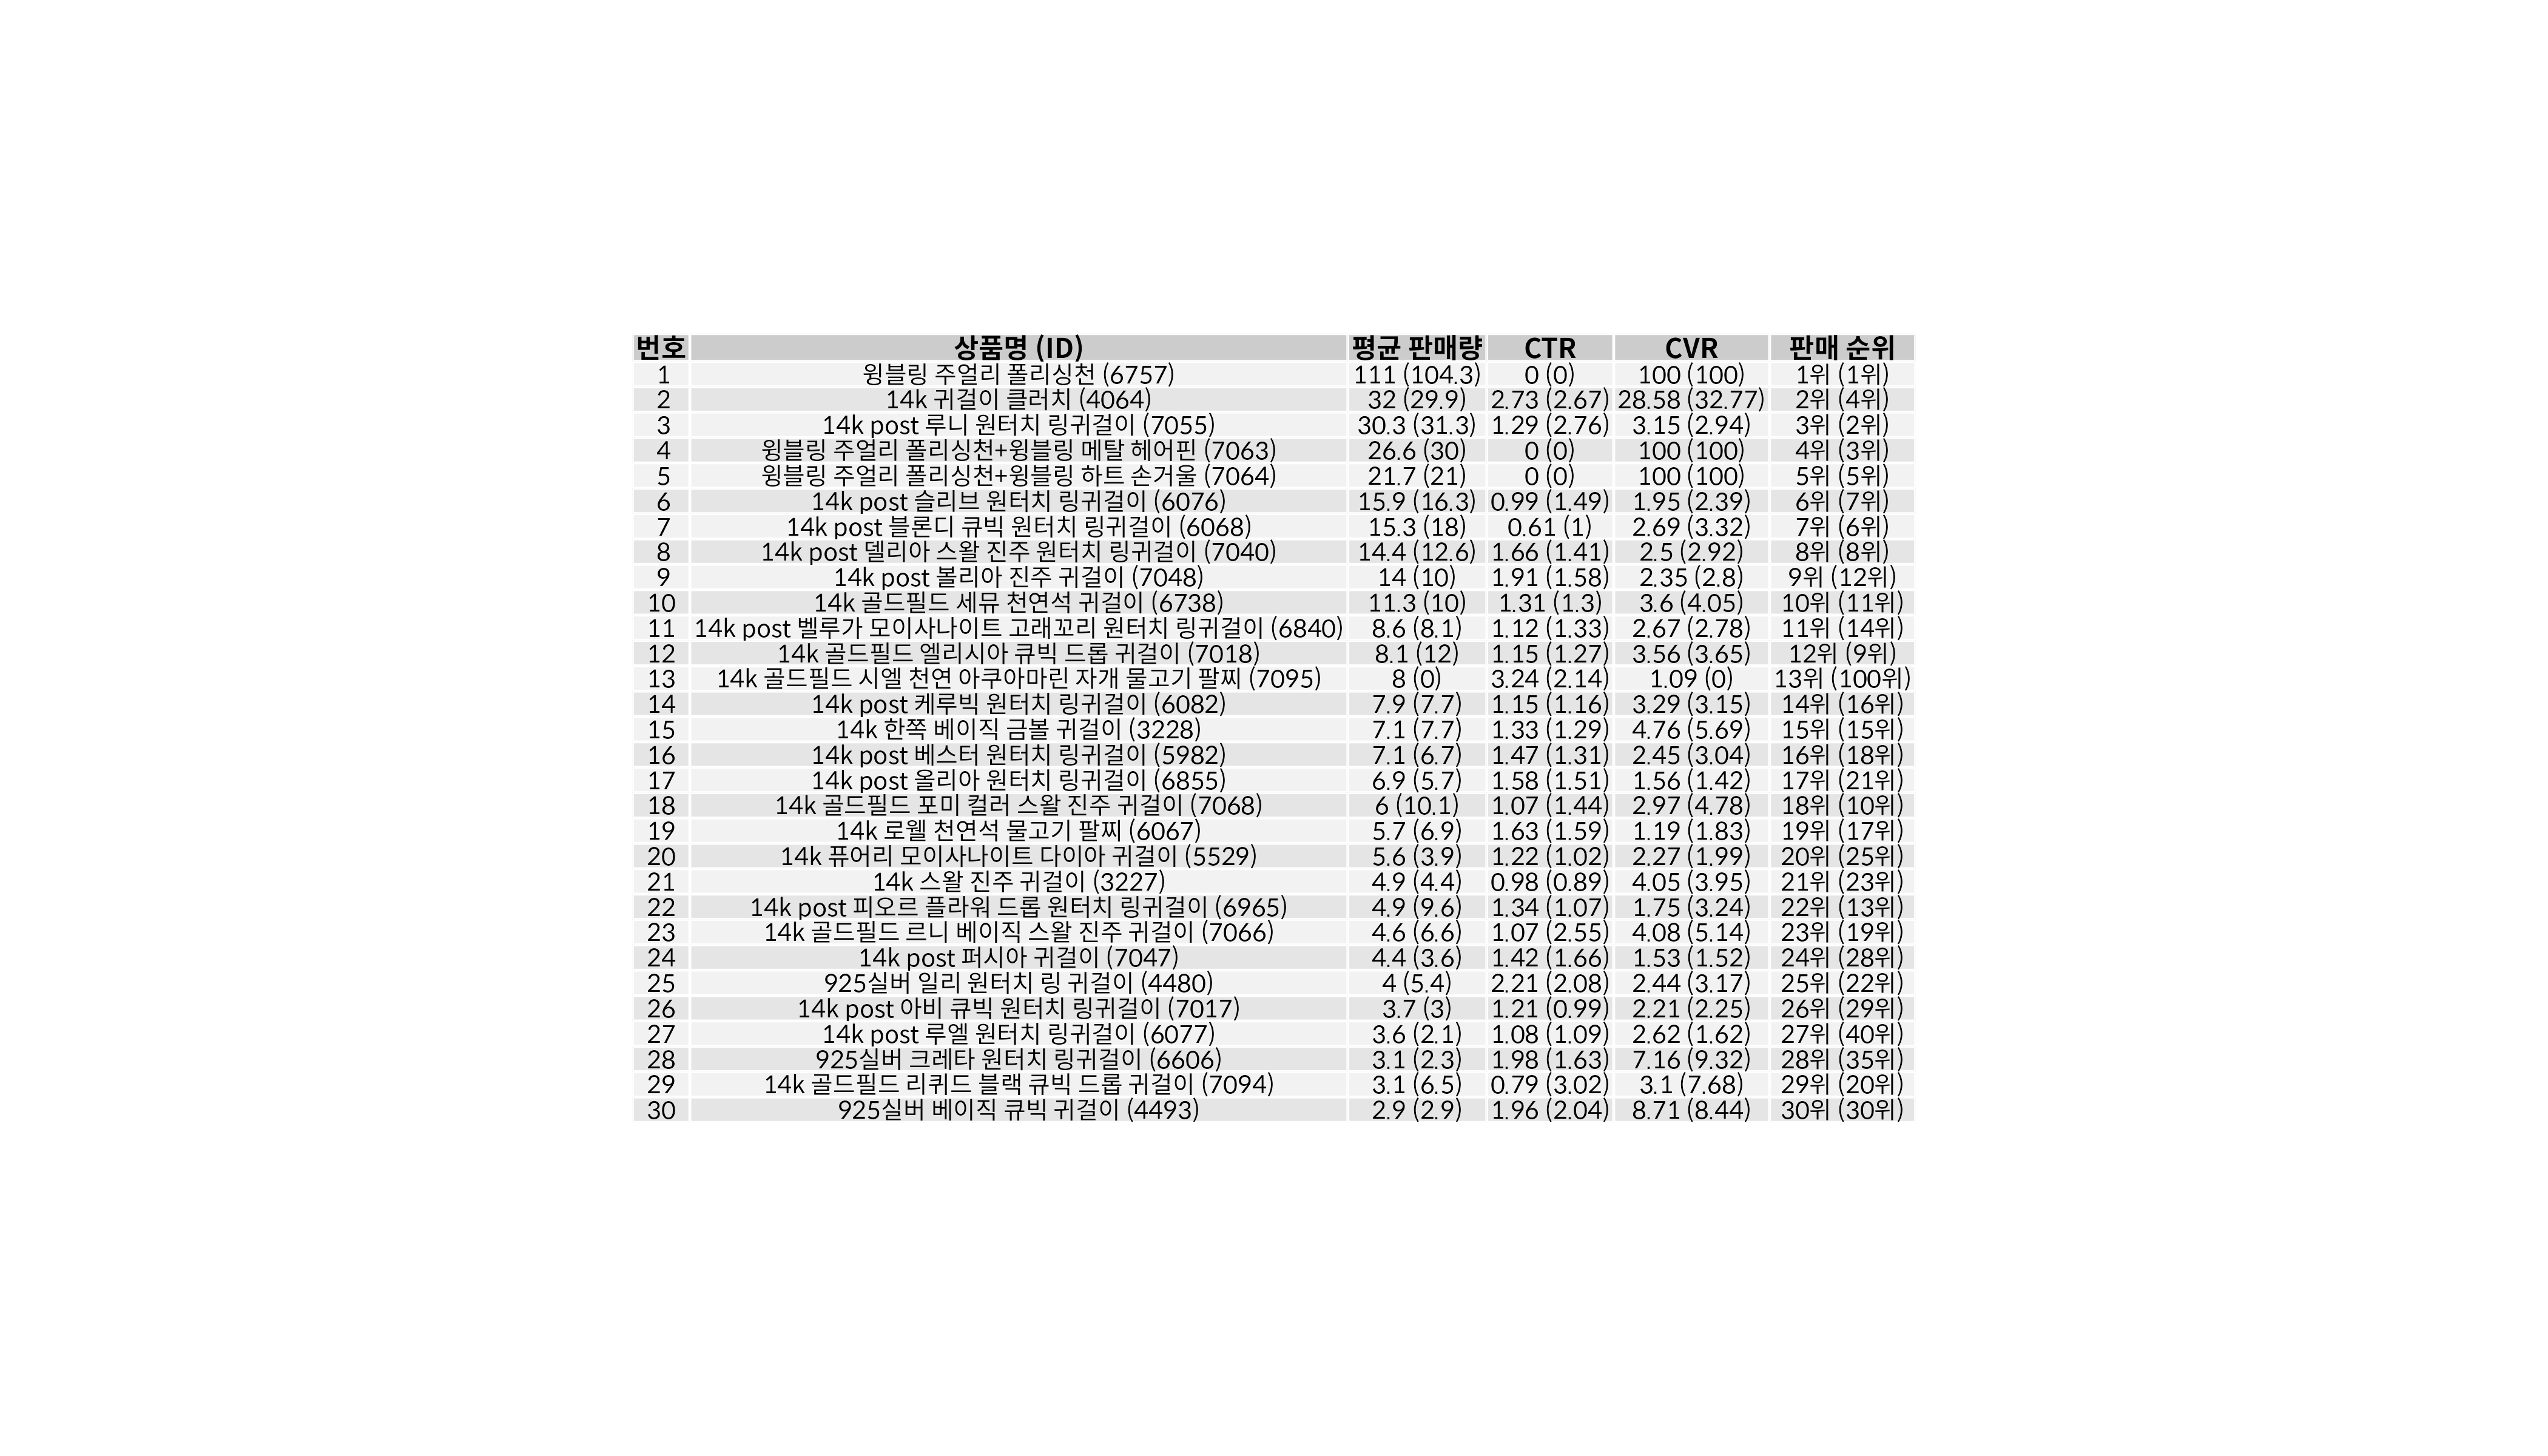 번호 상품명 (ID) 평균 판매량 CTR CVR 판매 순위
1 윙블링 주얼리 폴리싱천 (6757) 111 (104.3) 0 (0) 100 (100) 1위 (1위)
2 14k 귀걸이 클러치 (4064) 32 (29.9) 2.73 (2.67) 28.58 (32.77) 2위 (4위)
3 14k post 루니 원터치 링귀걸이 (7055) 30.3 (31.3) 1.29 (2.76) 3.15 (2.94) 3위 (2위)
4 윙블링 주얼리 폴리싱천+윙블링 메탈 헤어핀 (7063) 26.6 (30) 0 (0) 100 (100) 4위 (3위)
5 윙블링 주얼리 폴리싱천+윙블링 하트 손거울 (7064) 21.7 (21) 0 (0) 100 (100) 5위 (5위)
6 14k post 슬리브 원터치 링귀걸이 (6076) 15.9 (16.3) 0.99 (1.49) 1.95 (2.39) 6위 (7위)
7 14k post 블론디 큐빅 원터치 링귀걸이 (6068) 15.3 (18) 0.61 (1) 2.69 (3.32) 7위 (6위)
8 14k post 델리아 스왈 진주 원터치 링귀걸이 (7040) 14.4 (12.6) 1.66 (1.41) 2.5 (2.92) 8위 (8위)
9 14k post 볼리아 진주 귀걸이 (7048) 14 (10) 1.91 (1.58) 2.35 (2.8) 9위 (12위)
10 14k 골드필드 세뮤 천연석 귀걸이 (6738) 11.3 (10) 1.31 (1.3) 3.6 (4.05) 10위 (11위)
11 14k post 벨루가 모이사나이트 고래꼬리 원터치 링귀걸이 (6840) 8.6 (8.1) 1.12 (1.33) 2.67 (2.78) 11위 (14위)
12 14k 골드필드 엘리시아 큐빅 드롭 귀걸이 (7018) 8.1 (12) 1.15 (1.27) 3.56 (3.65) 12위 (9위)
13 14k 골드필드 시엘 천연 아쿠아마린 자개 물고기 팔찌 (7095) 8 (0) 3.24 (2.14) 1.09 (0) 13위 (100위)
14 14k post 케루빅 원터치 링귀걸이 (6082) 7.9 (7.7) 1.15 (1.16) 3.29 (3.15) 14위 (16위)
15 14k 한쪽 베이직 금볼 귀걸이 (3228) 7.1 (7.7) 1.33 (1.29) 4.76 (5.69) 15위 (15위)
16 14k post 베스터 원터치 링귀걸이 (5982) 7.1 (6.7) 1.47 (1.31) 2.45 (3.04) 16위 (18위)
17 14k post 올리아 원터치 링귀걸이 (6855) 6.9 (5.7) 1.58 (1.51) 1.56 (1.42) 17위 (21위)
18 14k 골드필드 포미 컬러 스왈 진주 귀걸이 (7068) 6 (10.1) 1.07 (1.44) 2.97 (4.78) 18위 (10위)
19 14k 로웰 천연석 물고기 팔찌 (6067) 5.7 (6.9) 1.63 (1.59) 1.19 (1.83) 19위 (17위)
20 14k 퓨어리 모이사나이트 다이아 귀걸이 (5529) 5.6 (3.9) 1.22 (1.02) 2.27 (1.99) 20위 (25위)
21 14k 스왈 진주 귀걸이 (3227) 4.9 (4.4) 0.98 (0.89) 4.05 (3.95) 21위 (23위)
22 14k post 피오르 플라워 드롭 원터치 링귀걸이 (6965) 4.9 (9.6) 1.34 (1.07) 1.75 (3.24) 22위 (13위)
23 14k 골드필드 르니 베이직 스왈 진주 귀걸이 (7066) 4.6 (6.6) 1.07 (2.55) 4.08 (5.14) 23위 (19위)
24 14k post 퍼시아 귀걸이 (7047) 4.4 (3.6) 1.42 (1.66) 1.53 (1.52) 24위 (28위)
25 925실버 일리 원터치 링 귀걸이 (4480) 4 (5.4) 2.21 (2.08) 2.44 (3.17) 25위 (22위)
26 14k post 아비 큐빅 원터치 링귀걸이 (7017) 3.7 (3) 1.21 (0.99) 2.21 (2.25) 26위 (29위)
27 14k post 루엘 원터치 링귀걸이 (6077) 3.6 (2.1) 1.08 (1.09) 2.62 (1.62) 27위 (40위)
28 925실버 크레타 원터치 링귀걸이 (6606) 3.1 (2.3) 1.98 (1.63) 7.16 (9.32) 28위 (35위)
29 14k 골드필드 리퀴드 블랙 큐빅 드롭 귀걸이 (7094) 3.1 (6.5) 0.79 (3.02) 3.1 (7.68) 29위 (20위)
30 925실버 베이직 큐빅 귀걸이 (4493) 2.9 (2.9) 1.96 (2.04) 8.71 (8.44) 30위 (30위)